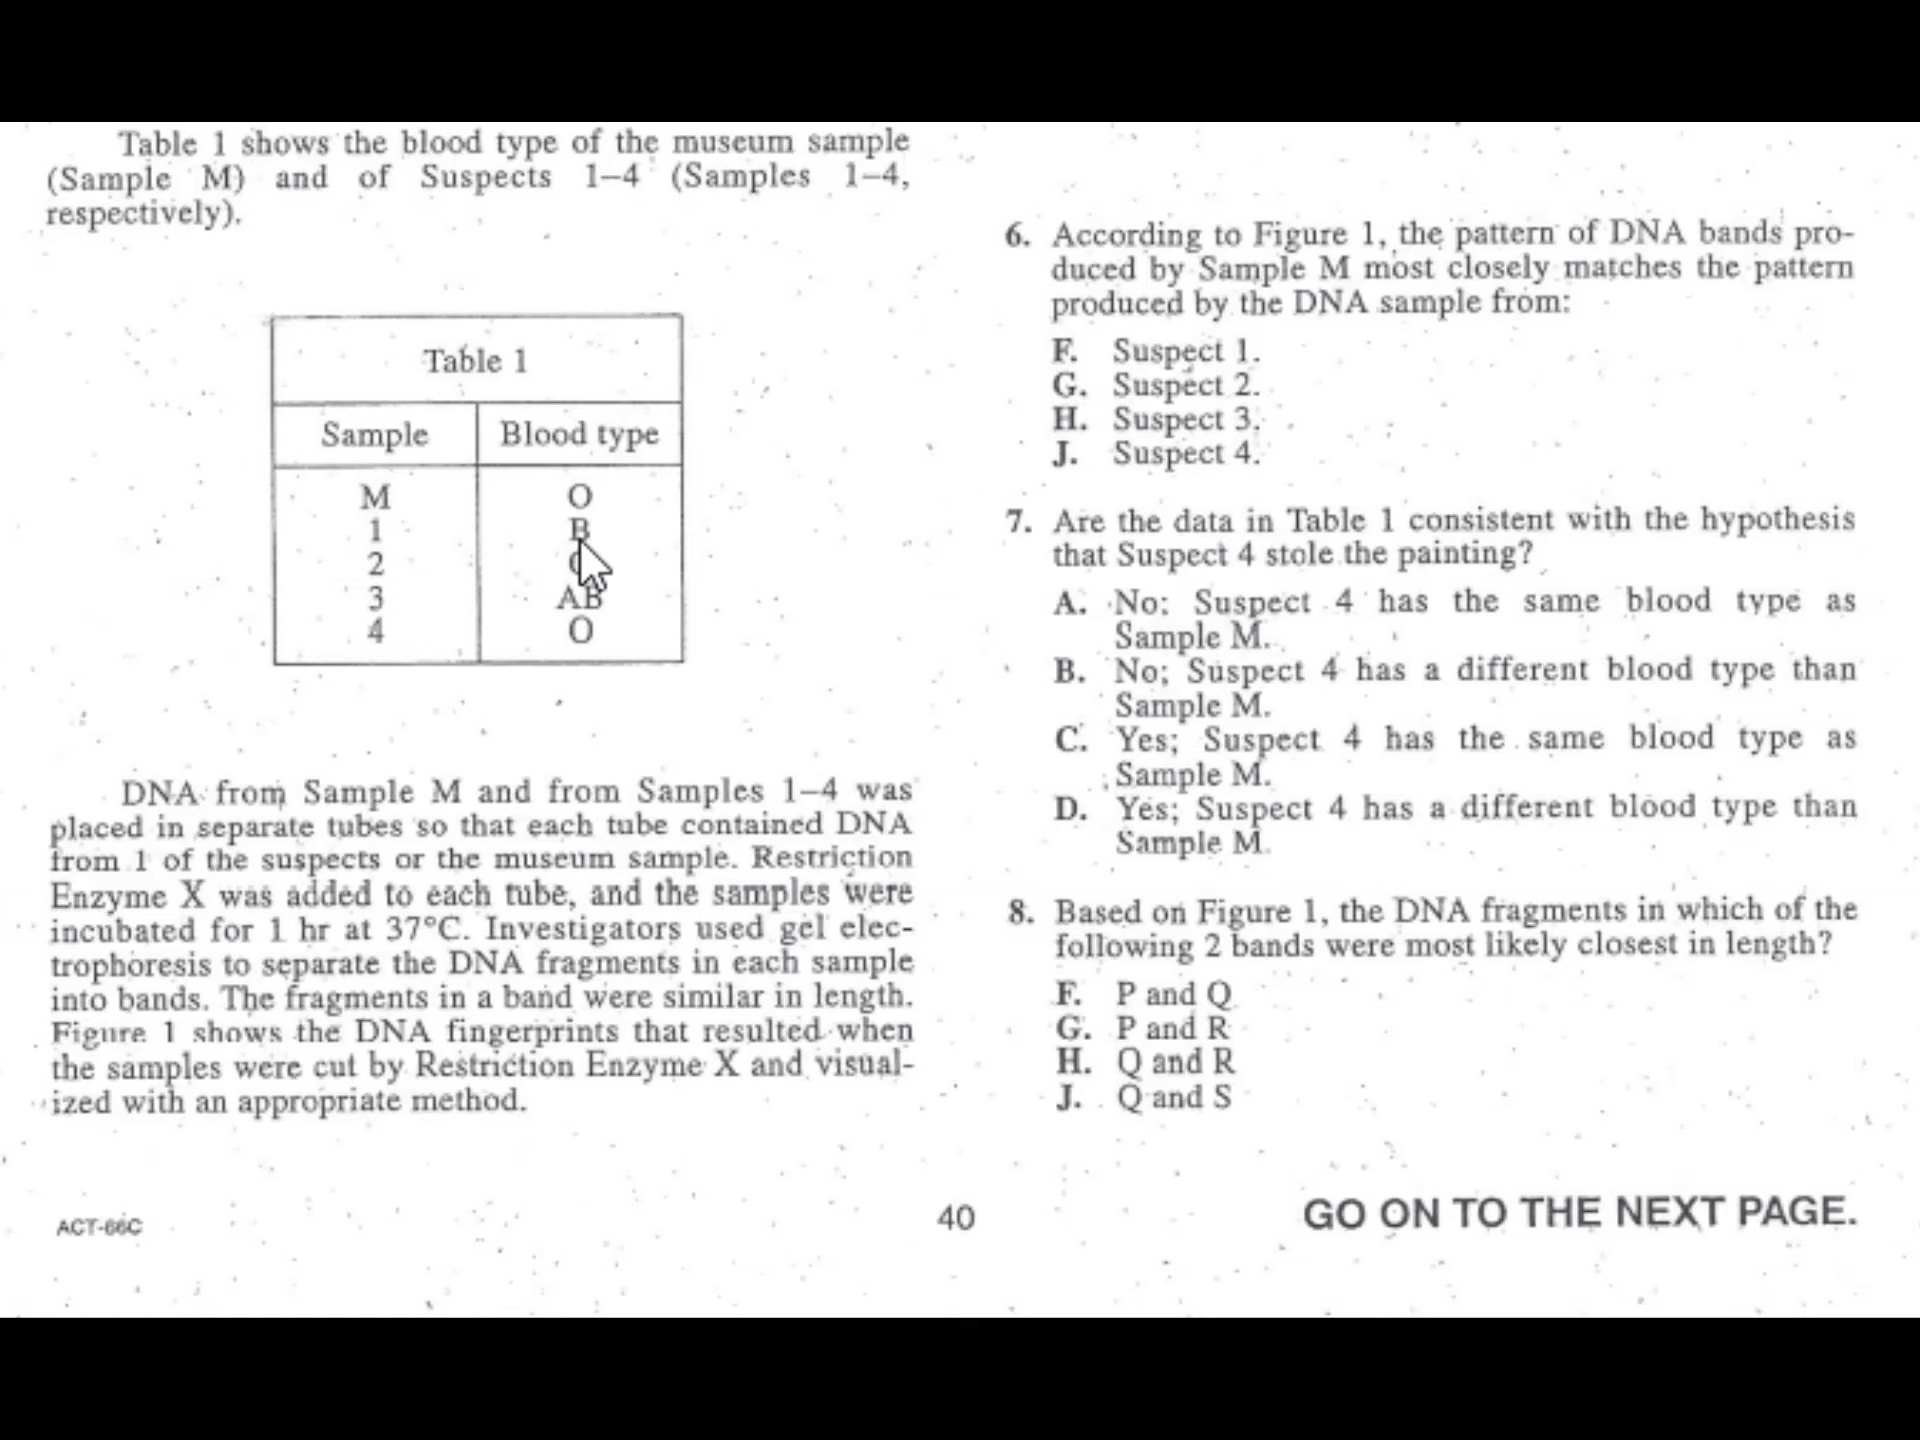 Table 1 shows the blood type of the museum sample
(Sample M) and of Suspects 1–4 (Samples 1–4,
respectively).
Table 1
Sample Blood type
M O
1 B
2
3 AB
4 O
DNA from Sample M and from Samples 1–4 was
placed in separate tubes so that each tube contained DNA
from 1 of the suspects or the museum sample. Restriction
Enzyme X was added to each tube, and the samples were
incubated for 1 hr at 37°C. Investigators used gel elec-
trophoresis to separate the DNA fragments in each sample
into bands. The fragments in a band were similar in length.
Figure 1 shows the DNA fingerprints that resulted when
the samples were cut by Restriction Enzyme X and visual-
ized with an appropriate method.
6. According to Figure 1, the pattern of DNA bands pro-
duced by Sample M most closely matches the pattern
produced by the DNA sample from:
F. Suspect 1.
G. Suspect 2.
H. Suspect 3.
J. Suspect 4.
7. Are the data in Table 1 consistent with the hypothesis
that Suspect 4 stole the painting?
A. No; Suspect 4 has the same blood type as
Sample M.
B. No; Suspect 4 has a different blood type than
Sample M.
C. Yes; Suspect 4 has the same blood type as
Sample M.
D. Yes; Suspect 4 has a different blood type than
Sample M.
8. Based on Figure 1, the DNA fragments in which of the
following 2 bands were most likely closest in length?
F. P and Q
G. P and R
H. Q and R
J. Q and S
ACT-66C
40
GO ON TO THE NEXT PAGE.